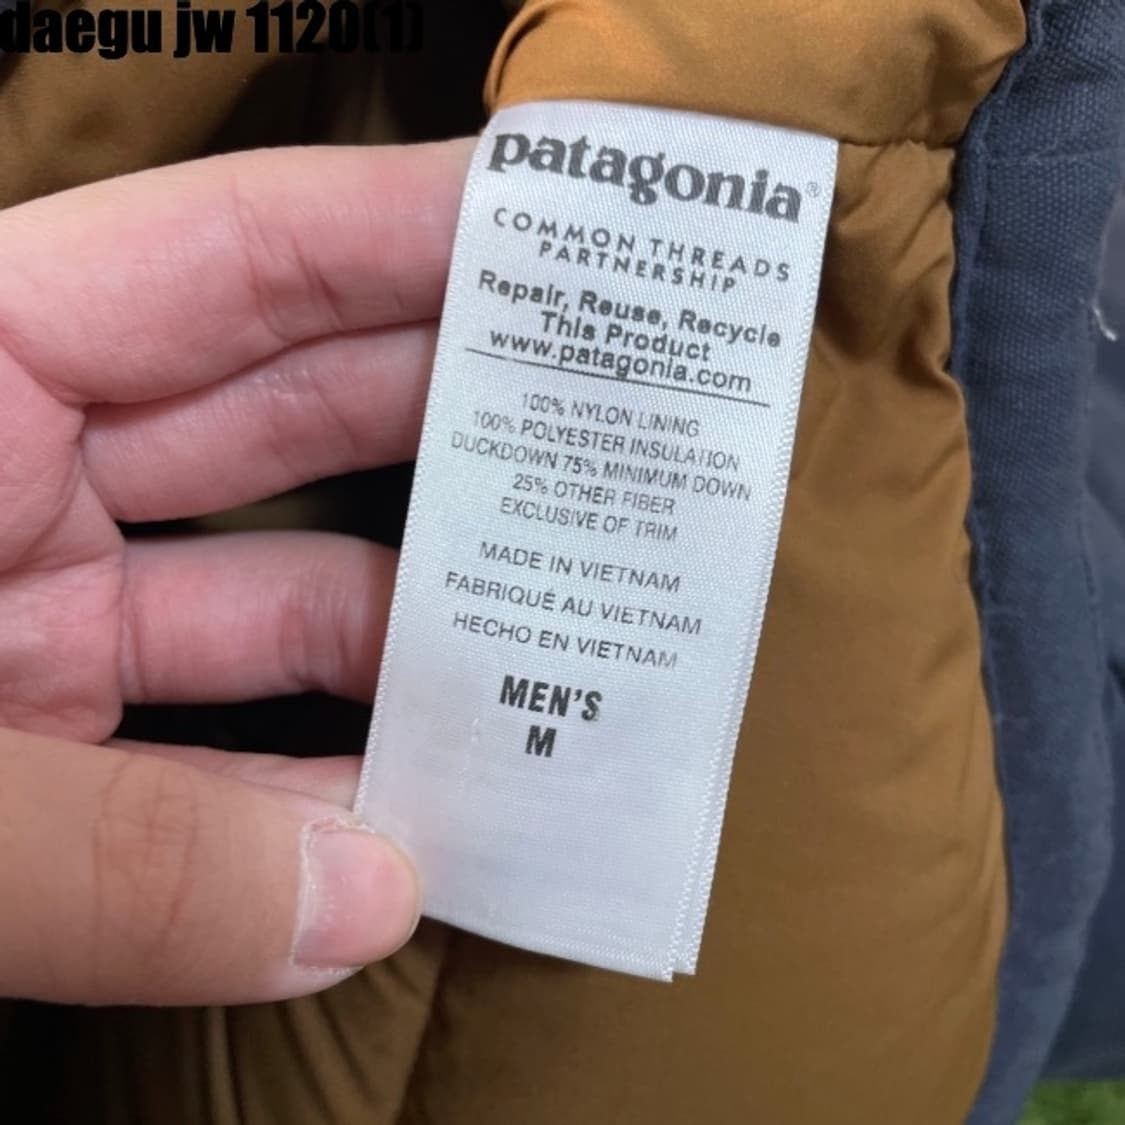 daegu jw 1120(1)
patagonia®
COMMON THREADS
PARTNERSHIP
Repair, Reuse, Recycle
This Product
www.patagonia.com
100% NYLON LINING
100% POLYESTER INSULATION
DUCKDOWN 75% MINIMUM DOWN
25% OTHER FIBER
EXCLUSIVE OF TRIM
MADE IN VIETNAM
FABRIQUÉ AU VIETNAM
HECHO EN VIETNAM
MEN'S
M